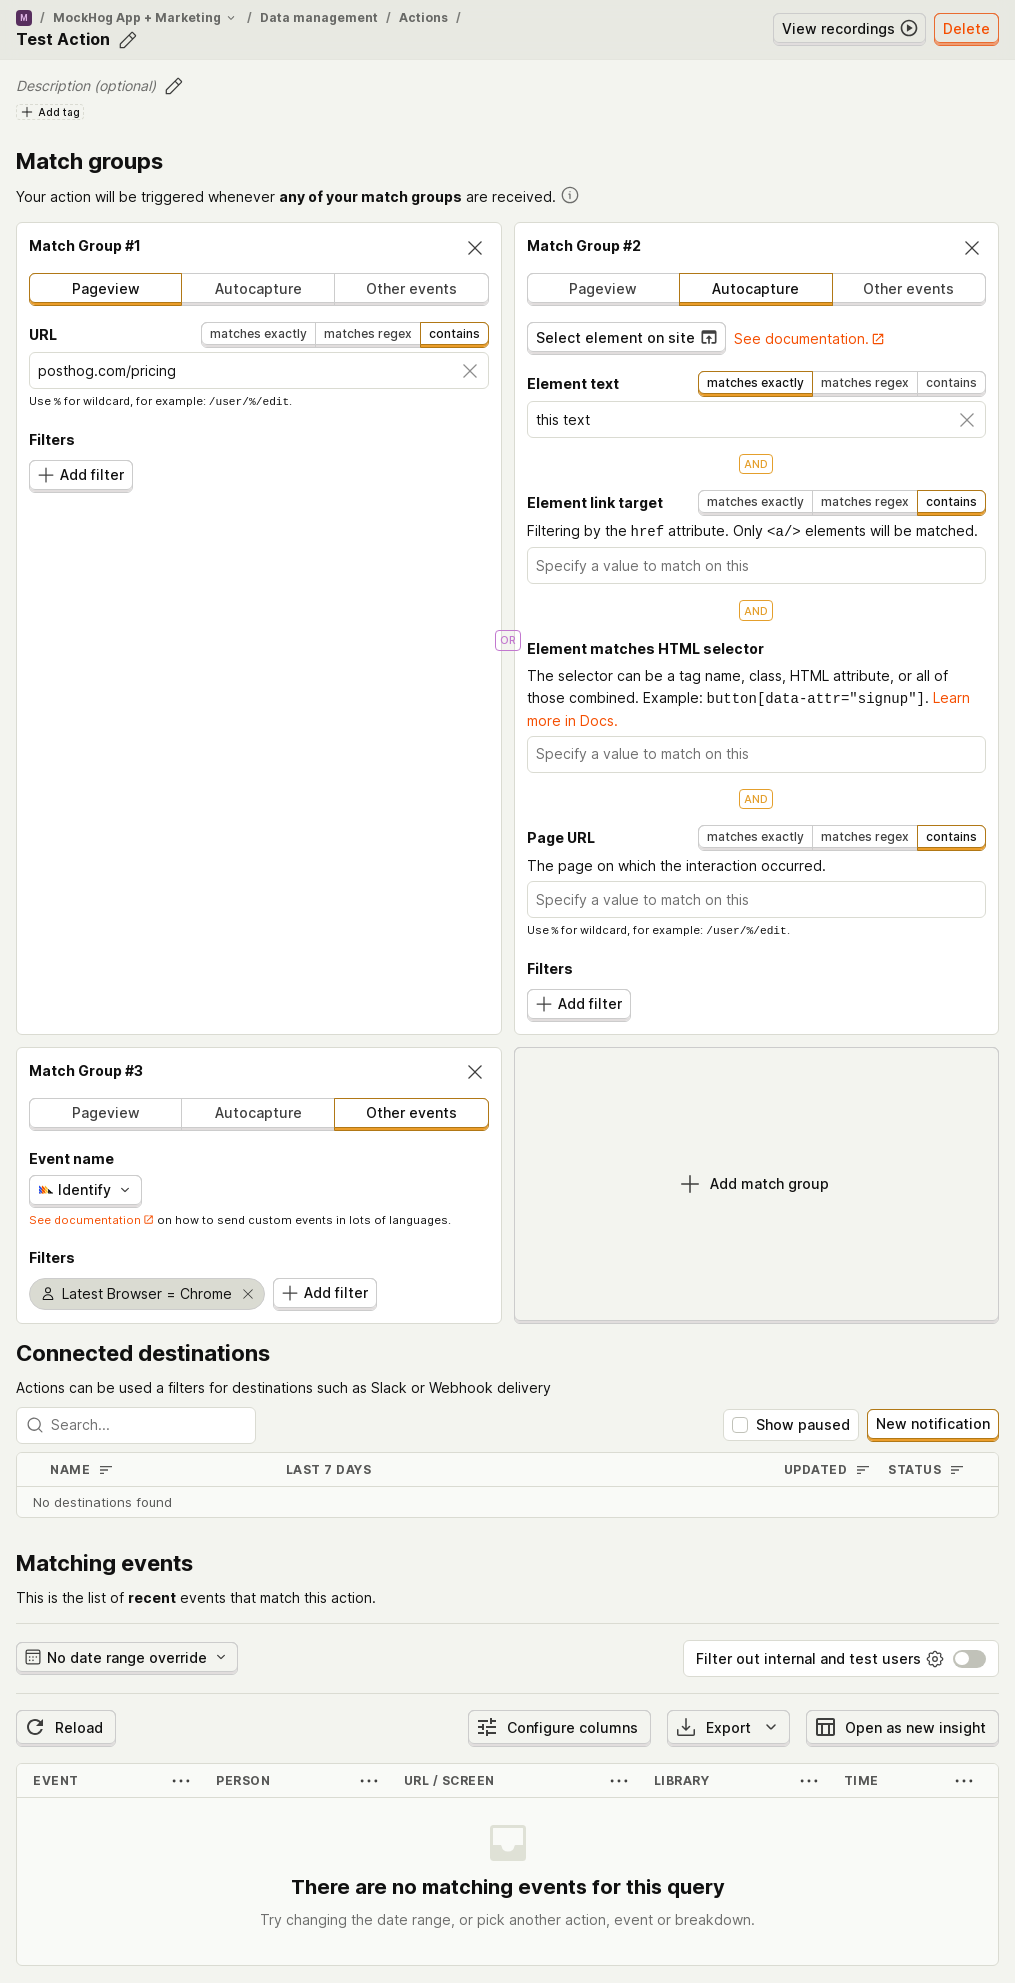 M / MockHog App + Marketing / Data management / Actions /
Test Action
View recordings
Delete
Description (optional)
Add tag
Match groups
Your action will be triggered whenever any of your match groups are received.
Match Group #1
Pageview Autocapture Other events
URL matches exactly matches regex contains
posthog.com/pricing
Use % for wildcard, for example: /user/%/edit.
Filters
Add filter
OR
Match Group #2
Pageview Autocapture Other events
Select element on site See documentation.
Element text matches exactly matches regex contains
this text
AND
Element link target matches exactly matches regex contains
Filtering by the href attribute. Only <a/> elements will be matched.
Specify a value to match on this
AND
Element matches HTML selector
The selector can be a tag name, class, HTML attribute, or all of
those combined. Example: button[data-attr="signup"]. Learn
more in Docs.
Specify a value to match on this
AND
Page URL matches exactly matches regex contains
The page on which the interaction occurred.
Specify a value to match on this
Use % for wildcard, for example: /user/%/edit.
Filters
Add filter
Match Group #3
Pageview Autocapture Other events
Event name
Identify
See documentation on how to send custom events in lots of languages.
Filters
Latest Browser = Chrome Add filter
Add match group
Connected destinations
Actions can be used a filters for destinations such as Slack or Webhook delivery
Search... Show paused New notification
NAME LAST 7 DAYS UPDATED STATUS
No destinations found
Matching events
This is the list of recent events that match this action.
No date range override Filter out internal and test users
Reload Configure columns Export Open as new insight
EVENT PERSON URL / SCREEN LIBRARY TIME
There are no matching events for this query
Try changing the date range, or pick another action, event or breakdown.